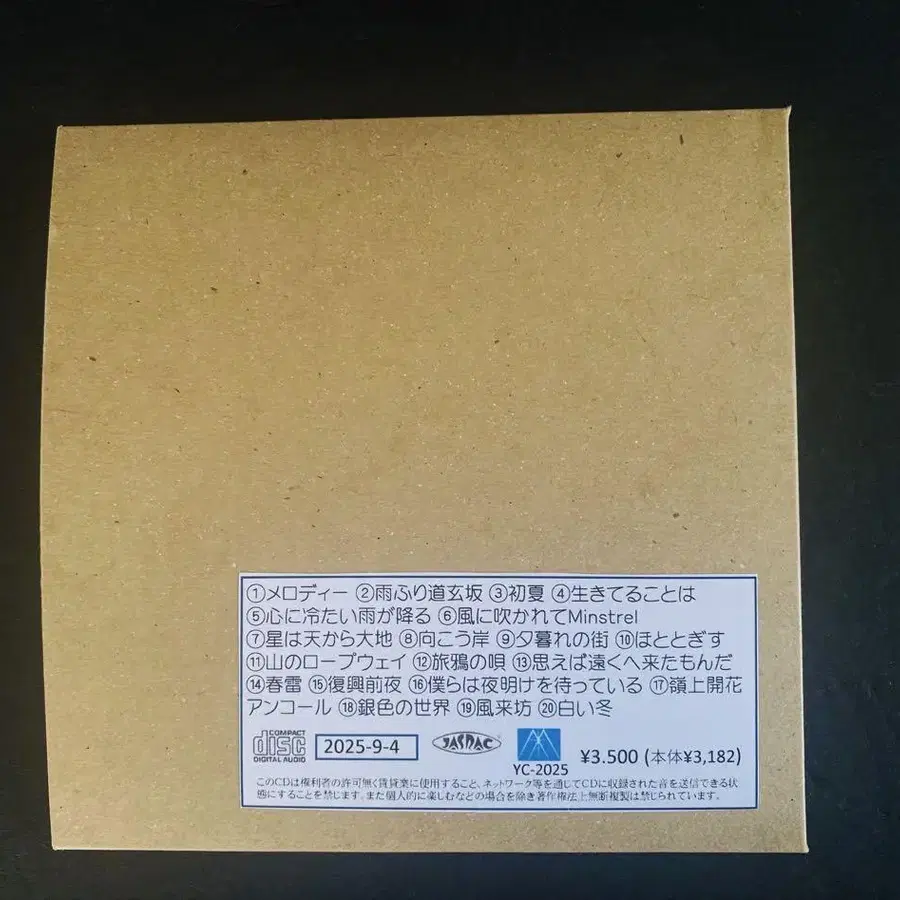 ①メロディー ②雨ふり道玄坂 ③初夏 ④生きてることは
⑤心に冷たい雨が降る ⑥風に吹かれてMinstrel
⑦星は天から大地 ⑧向こう岸 ⑨夕暮れの街 ⑩ほととぎす
⑪山のロープウェイ ⑫旅鴉の唄 ⑬思えば遠くへ来たもんだ
⑭春雷 ⑮復興前夜 ⑯僕らは夜明けを待っている ⑰嶺上開花
アンコール ⑱銀色の世界 ⑲風来坊 ⑳白い冬
COMPACT disc DIGITAL AUDIO
2025-9-4
JASRAC
YC-2025
¥3.500 (本体¥3,182)
このCDは権利者の許可無く賃貸業に使用すること、ネットワーク等を通じてCDに収録された音を送信できる状
態にすることを禁じます。また個人的に楽しむなどの場合を除き著作権法上無断複製は禁じられています。